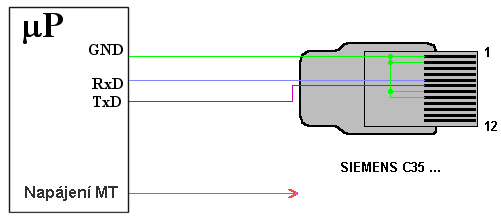 µP
GND
RxD
TxD
Napájení MT
1
12
SIEMENS C35 ...